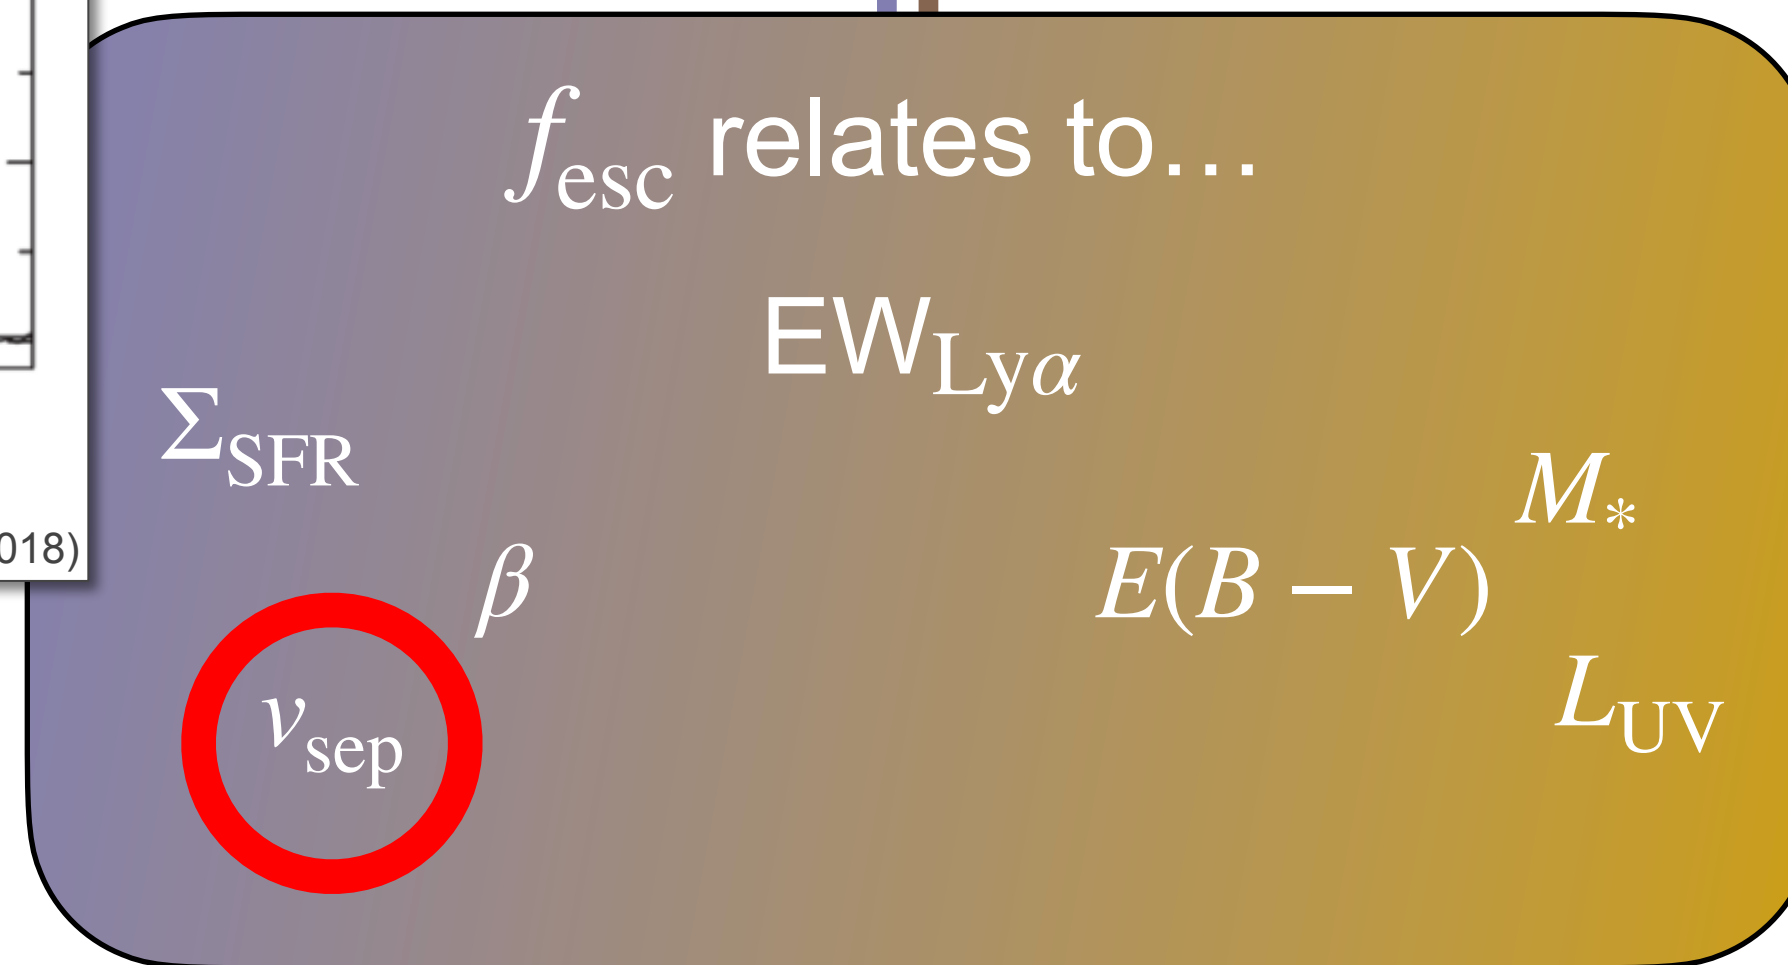 f_esc relates to…
EW_Lyα
Σ_SFR
M_*
018)
β
E(B − V)
L_UV
v_sep